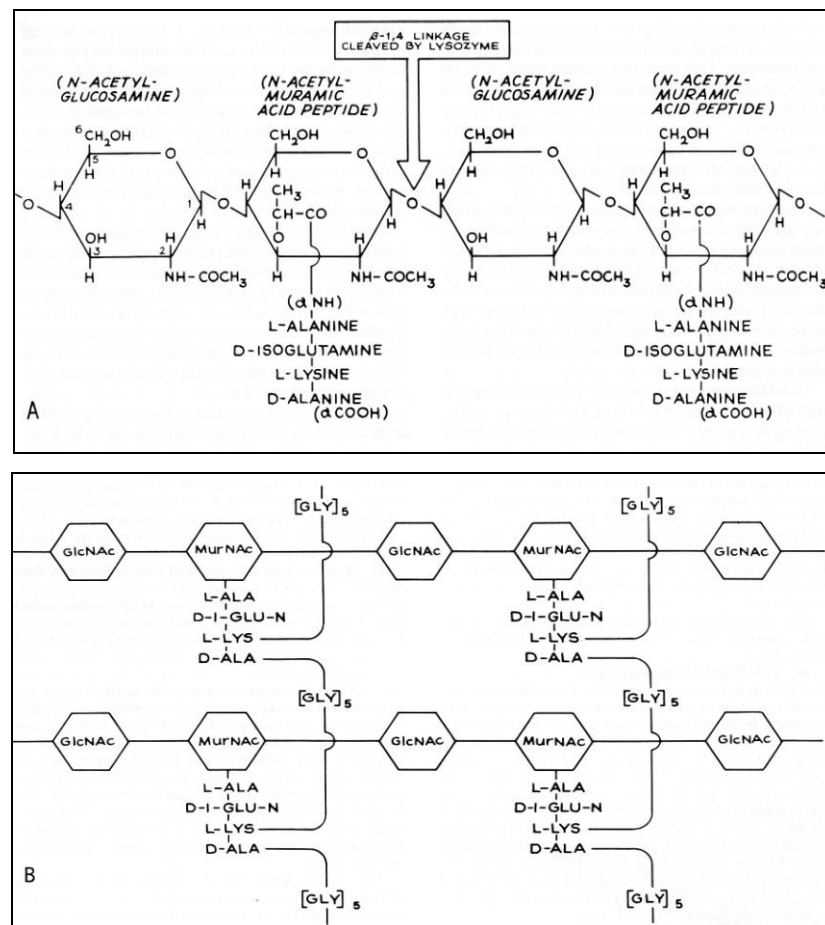 β-1,4 LINKAGE
CLEAVED BY LYSOZYME
(N-ACETYL-
GLUCOSAMINE)
(N-ACETYL-
MURAMIC
ACID PEPTIDE)
(N-ACETYL-
GLUCOSAMINE)
(N-ACETYL-
MURAMIC
ACID PEPTIDE)
6 CH2OH CH2OH CH2OH CH2OH
5 O O O O
H H H H
CH3 CH3
H H H H H H H H
O 4 1 O CH-CO O O CH-CO O
H H H H
OH H O H OH H O H
3 2
H NH-COCH3 H NH-COCH3 H NH-COCH3 H NH-COCH3
(α NH) (α NH)
L-ALANINE L-ALANINE
D-ISOGLUTAMINE D-ISOGLUTAMINE
L-LYSINE L-LYSINE
D-ALANINE D-ALANINE
A (α COOH) (α COOH)
[GLY]5 [GLY]5
GlcNAc MurNAc GlcNAc MurNAc GlcNAc
L-ALA L-ALA
D-I-GLU-N D-I-GLU-N
L-LYS L-LYS
D-ALA D-ALA
[GLY]5 [GLY]5
GlcNAc MurNAc GlcNAc MurNAc GlcNAc
L-ALA L-ALA
D-I-GLU-N D-I-GLU-N
L-LYS L-LYS
D-ALA D-ALA
[GLY]5 [GLY]5
B